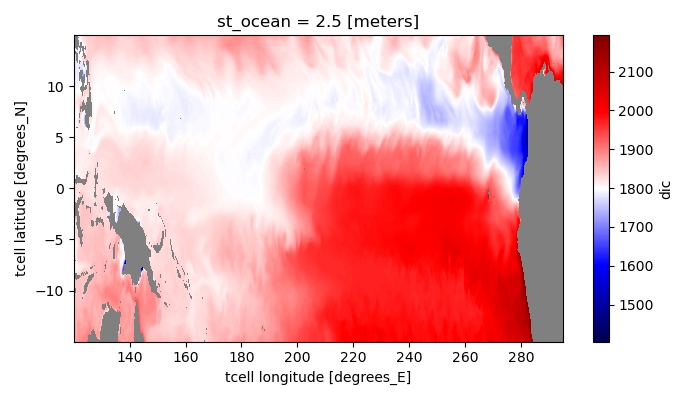 st_ocean = 2.5 [meters]
10
5
0
−5
−10
tcell latitude [degrees_N]
140 160 180 200 220 240 260 280
tcell longitude [degrees_E]
2100
2000
1900
1800
1700
1600
1500
dic